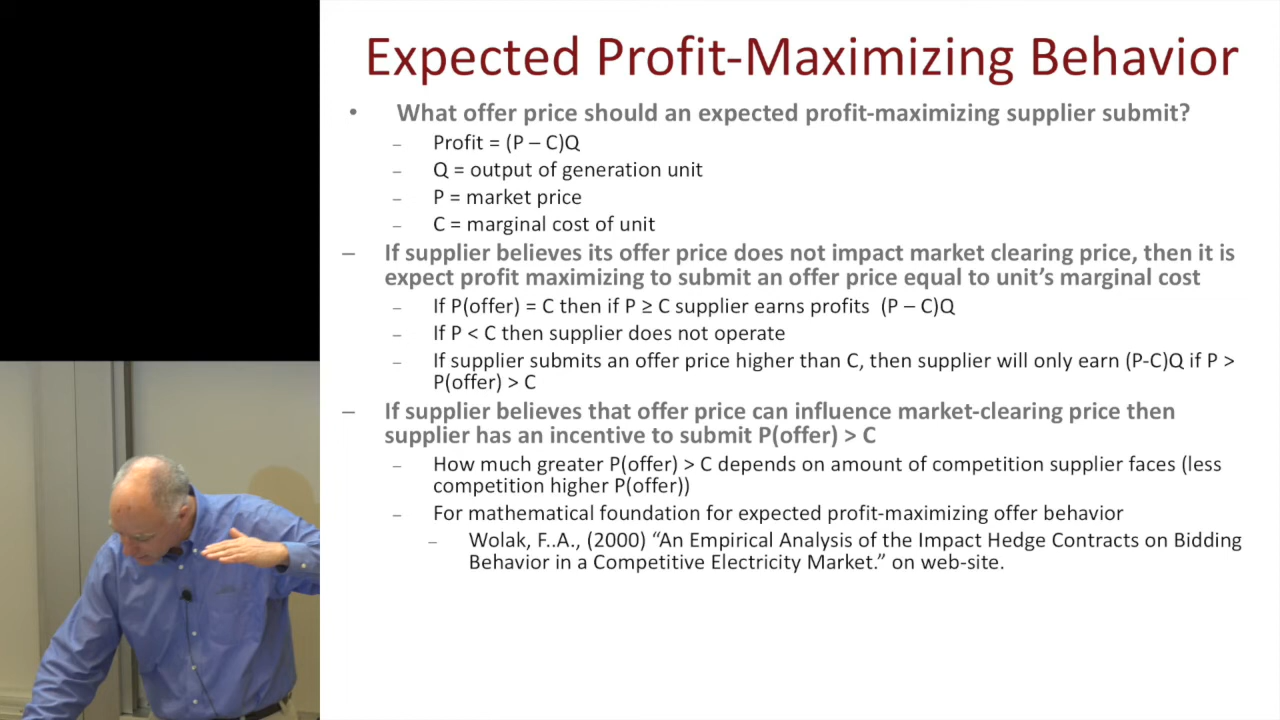 Expected Profit-Maximizing Behavior
• What offer price should an expected profit-maximizing supplier submit?
– Profit = (P – C)Q
– Q = output of generation unit
– P = market price
– C = marginal cost of unit
– If supplier believes its offer price does not impact market clearing price, then it is
expect profit maximizing to submit an offer price equal to unit’s marginal cost
– If P(offer) = C then if P ≥ C supplier earns profits (P – C)Q
– If P < C then supplier does not operate
– If supplier submits an offer price higher than C, then supplier will only earn (P-C)Q if P >
P(offer) > C
– If supplier believes that offer price can influence market-clearing price then
supplier has an incentive to submit P(offer) > C
– How much greater P(offer) > C depends on amount of competition supplier faces (less
competition higher P(offer))
– For mathematical foundation for expected profit-maximizing offer behavior
– Wolak, F..A., (2000) “An Empirical Analysis of the Impact Hedge Contracts on Bidding
Behavior in a Competitive Electricity Market.” on web-site.